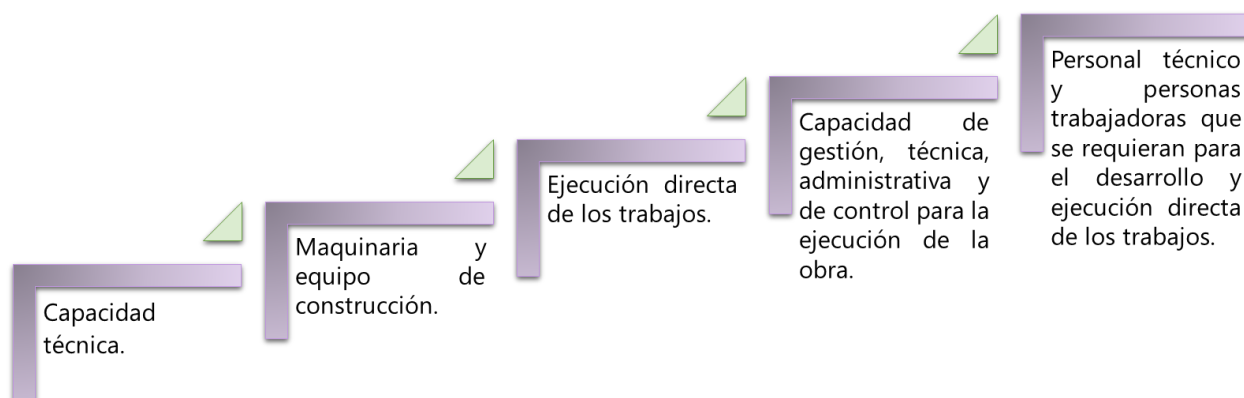 Capacidad
técnica.
Maquinaria y
equipo de
construcción.
Ejecución directa
de los trabajos.
Capacidad de
gestión, técnica,
administrativa y
de control para la
ejecución de la
obra.
Personal técnico
y personas
trabajadoras que
se requieran para
el desarrollo y
ejecución directa
de los trabajos.